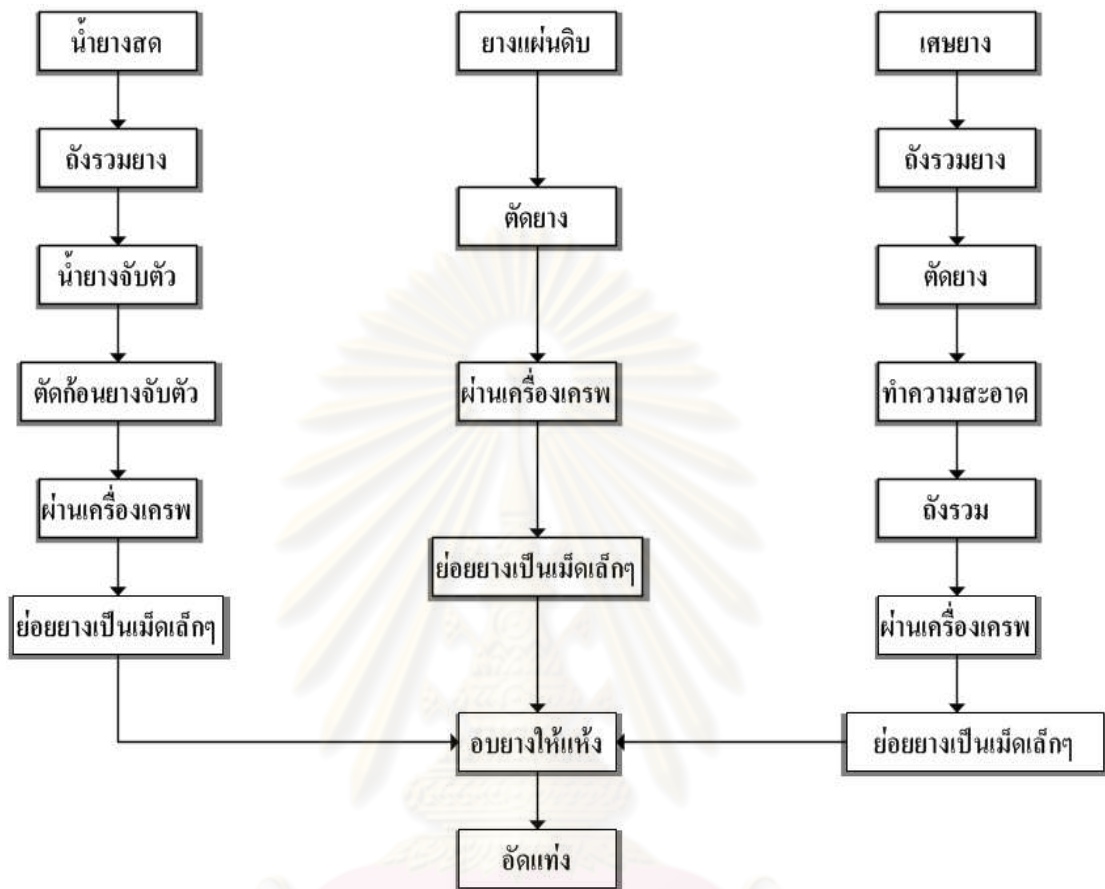 น้ำยางสด
ถังรวมยาง
น้ำยางจับตัว
ตัดก้อนยางจับตัว
ผ่านเครื่องเครพ
ย่อยยางเป็นเม็ดเล็กๆ
ยางแผ่นดิบ
ตัดยาง
ผ่านเครื่องเครพ
ย่อยยางเป็นเม็ดเล็กๆ
เศษยาง
ถังรวมยาง
ตัดยาง
ทำความสะอาด
ถังรวม
ผ่านเครื่องเครพ
ย่อยยางเป็นเม็ดเล็กๆ
อบยางให้แห้ง
อัดแท่ง